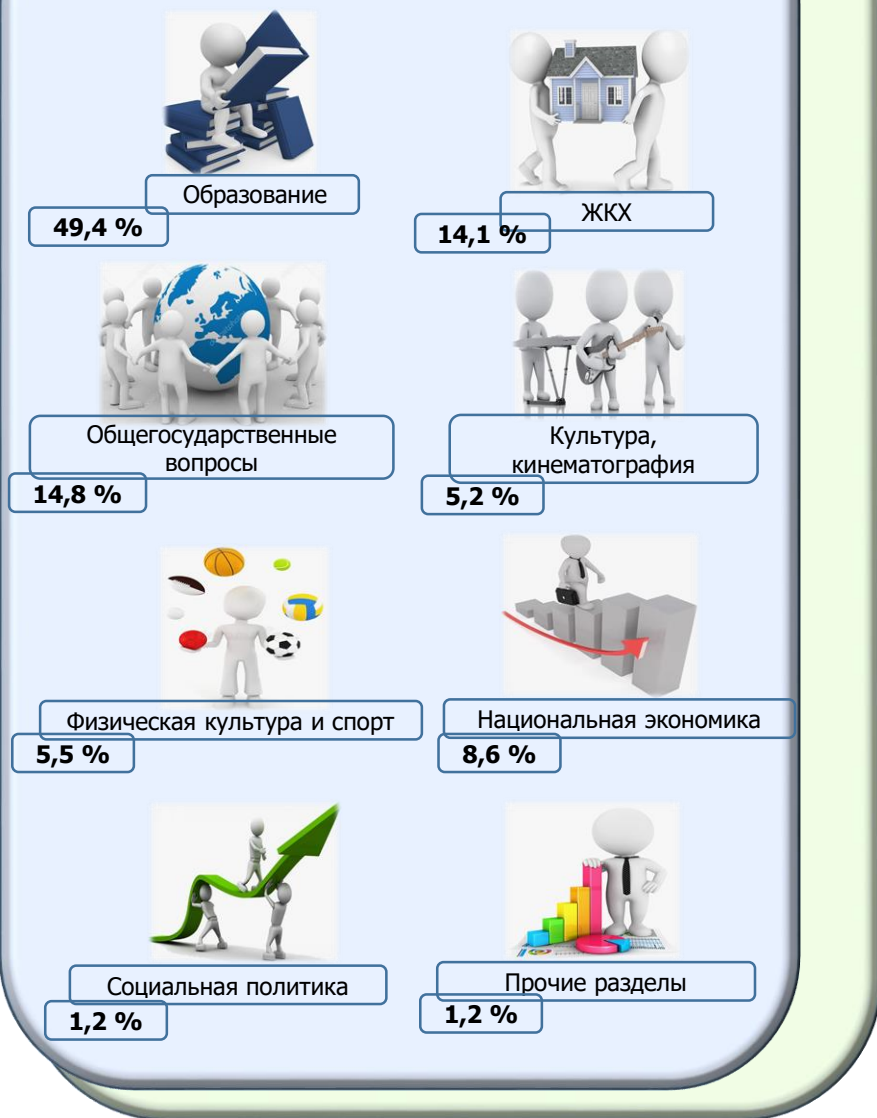 Образование
49,4 %
ЖКХ
14,1 %
Общегосударственные
вопросы
14,8 %
Культура,
кинематография
5,2 %
Физическая культура и спорт
5,5 %
Национальная экономика
8,6 %
Социальная политика
1,2 %
Прочие разделы
1,2 %